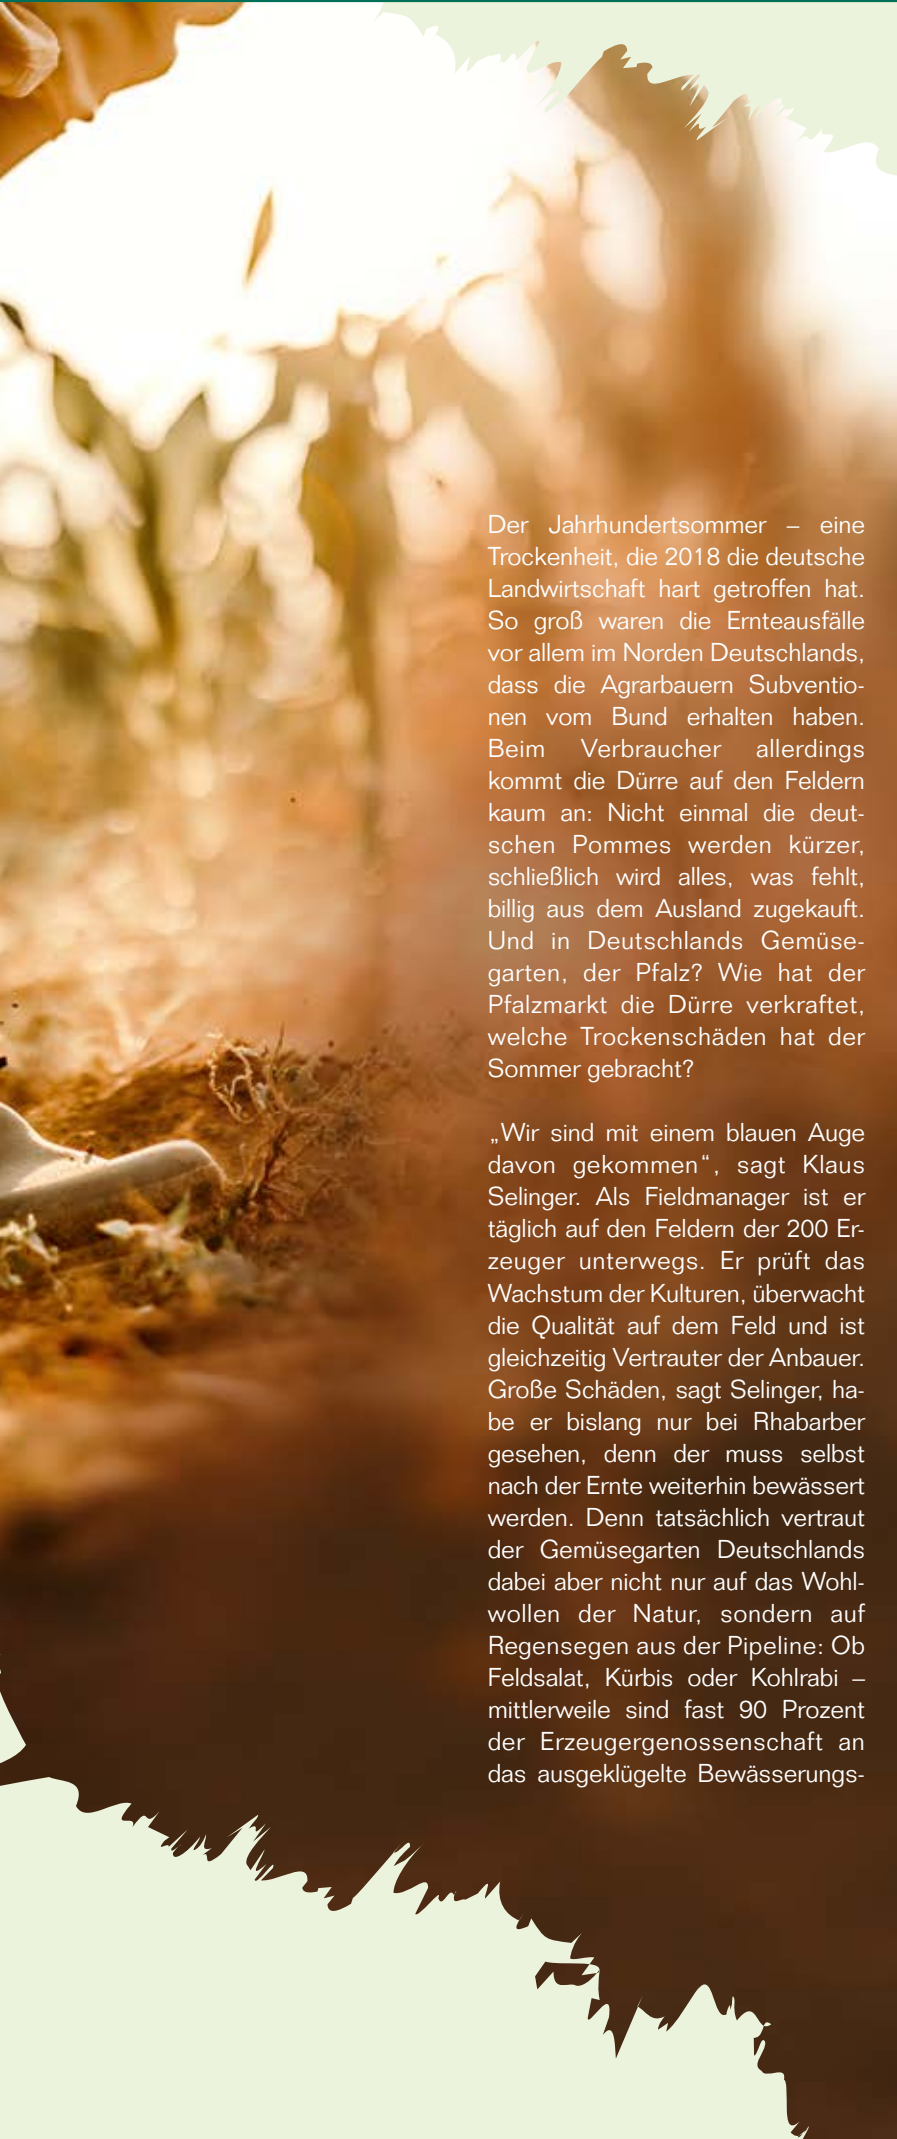 Der Jahrhundertsommer – eine
Trockenheit, die 2018 die deutsche
Landwirtschaft hart getroffen hat.
So groß waren die Ernteausfälle
vor allem im Norden Deutschlands,
dass die Agrarbauern Subventio-
nen vom Bund erhalten haben.
Beim Verbraucher allerdings
kommt die Dürre auf den Feldern
kaum an: Nicht einmal die deut-
schen Pommes werden kürzer,
schließlich wird alles, was fehlt,
billig aus dem Ausland zugekauft.
Und in Deutschlands Gemüse-
garten, der Pfalz? Wie hat der
Pfalzmarkt die Dürre verkraftet,
welche Trockenschäden hat der
Sommer gebracht?

„Wir sind mit einem blauen Auge
davon gekommen“, sagt Klaus
Selinger. Als Fieldmanager ist er
täglich auf den Feldern der 200 Er-
zeuger unterwegs. Er prüft das
Wachstum der Kulturen, überwacht
die Qualität auf dem Feld und ist
gleichzeitig Vertrauter der Anbauer.
Große Schäden, sagt Selinger, ha-
be er bislang nur bei Rhabarber
gesehen, denn der muss selbst
nach der Ernte weiterhin bewässert
werden. Denn tatsächlich vertraut
der Gemüsegarten Deutschlands
dabei aber nicht nur auf das Wohl-
wollen der Natur, sondern auf
Regensegen aus der Pipeline: Ob
Feldsalat, Kürbis oder Kohlrabi –
mittlerweile sind fast 90 Prozent
der Erzeugergenossenschaft an
das ausgeklügelte Bewässerungs-